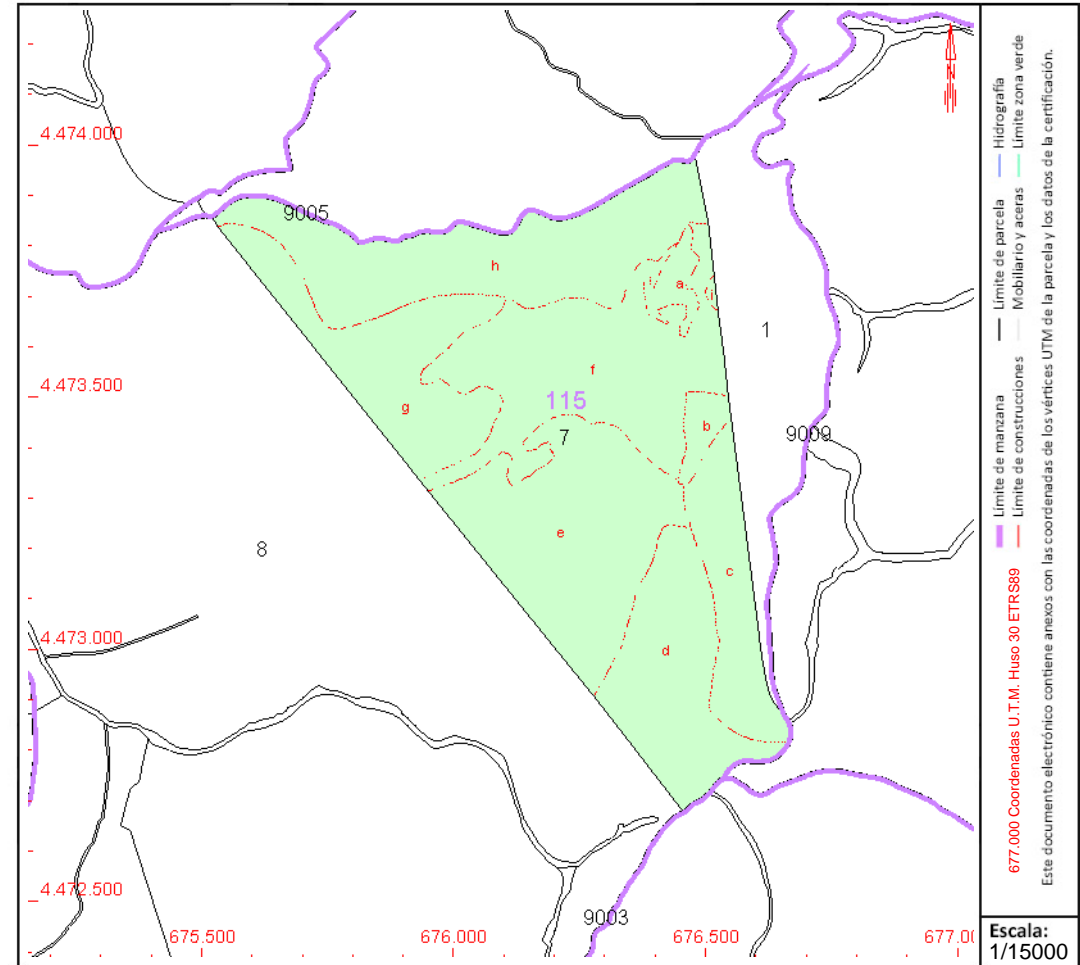 4.474.000
9005
h
a
i
1
4.473.500
f
g
115
7
b
9009
8
e
c
4.473.000
d
4.472.500
9003
675.500
676.000
676.500
677.0
N
Límite de manzana
Límite de parcela
Hidrografía
Límite de construcciones
Mobiliario y aceras
Límite zona verde
677.000 Coordenadas U.T.M. Huso 30 ETRS89
Este documento electrónico contiene anexos con las coordenadas de los vértices UTM de la parcela y los datos de la certificación.
Escala:
1/15000